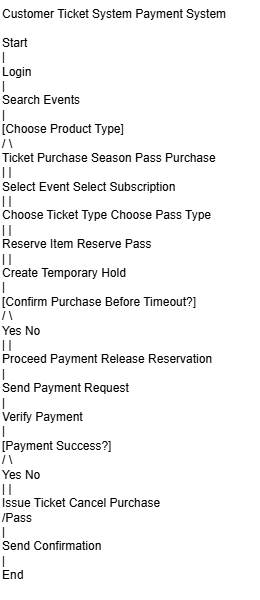 Customer Ticket System Payment System

Start
|
Login
|
Search Events
|
[Choose Product Type]
/ \
Ticket Purchase Season Pass Purchase
| |
Select Event Select Subscription
| |
Choose Ticket Type Choose Pass Type
| |
Reserve Item Reserve Pass
| |
Create Temporary Hold
|
[Confirm Purchase Before Timeout?]
/ \
Yes No
| |
Proceed Payment Release Reservation
|
Send Payment Request
|
Verify Payment
|
[Payment Success?]
/ \
Yes No
| |
Issue Ticket Cancel Purchase
/Pass
|
Send Confirmation
|
End